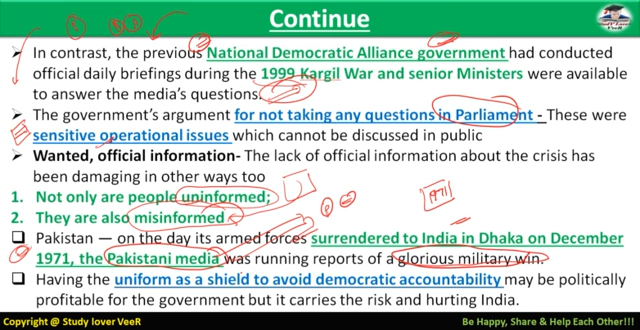 Continue
➢ In contrast, the previous National Democratic Alliance government had conducted
official daily briefings during the 1999 Kargil War and senior Ministers were available
to answer the media's questions.
➢ The government's argument for not taking any questions in Parliament - These were
sensitive operational issues which cannot be discussed in public
➢ Wanted, official information- The lack of official information about the crisis has
been damaging in other ways too
1. Not only are people uninformed;
2. They are also misinformed
1971
❑ Pakistan — on the day its armed forces surrendered to India in Dhaka on December
1971, the Pakistani media was running reports of a glorious military win.
❑ Having the uniform as a shield to avoid democratic accountability may be politically
profitable for the government but it carries the risk and hurting India.
Copyright @ Study lover VeeR
Be Happy, Share & Help Each Other!!!